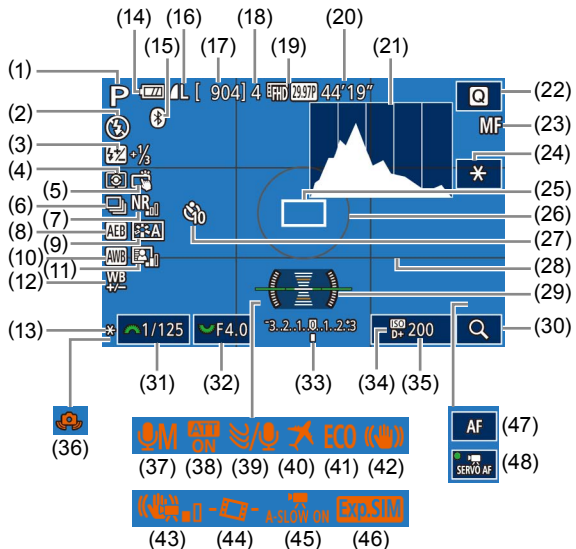 (14) (16) (18) (20)
(15) (17) (19) (21)
(1) P L [ 904] 4 FHD 29.97P 44'19" Q (22)
(2) MF (23)
(3) +1/3 (24)
(4)
(5) (25)
(6)
(7) NR (26)
(8) AEB 10 (27)
(9) A
(10) AWB (28)
(11)
(12) WB +/- (29)
(13) 1/125 F4.0 -3..2..1..0..1..2..+3 ISO D+ 200 (30)
(31) (32) (33) (34) (35)
(36)
M ATT ON / ECO AF (47)
(37) (38) (39) (40) (41) (42) SERVO AF (48)
A-SLOW ON Exp.SIM
(43) (44) (45) (46)